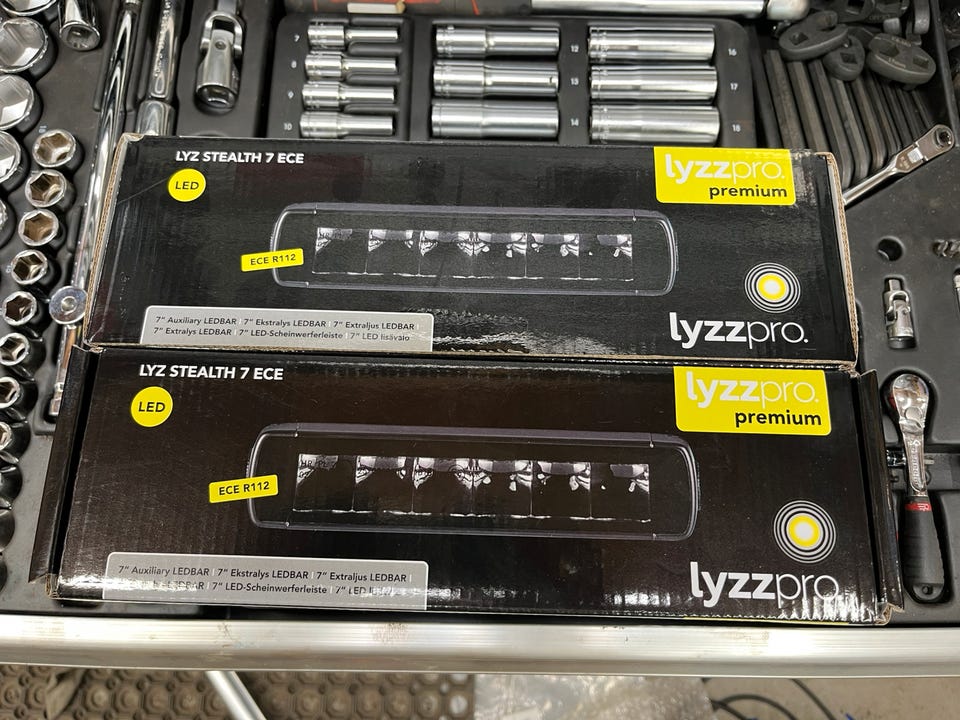 7
8
9
10
12
13
14
16
17
18
LYZ STEALTH 7 ECE
LED
lyzzpro.
premium
ECE R112
7" Auxiliary LEDBAR | 7" Ekstralys LEDBAR | 7" Extraljus LEDBAR |
7" Extralys LEDBAR | 7" LED-Scheinwerferleiste | 7" LED lisävalo
lyzzpro.
LYZ STEALTH 7 ECE
LED
lyzzpro.
premium
ECE R112
HR PL
7" Auxiliary LEDBAR | 7" Ekstralys LEDBAR | 7" Extraljus LEDBAR |
LEDBAR | 7" LED-Scheinwerferleiste | 7" LED
lyzzpro.